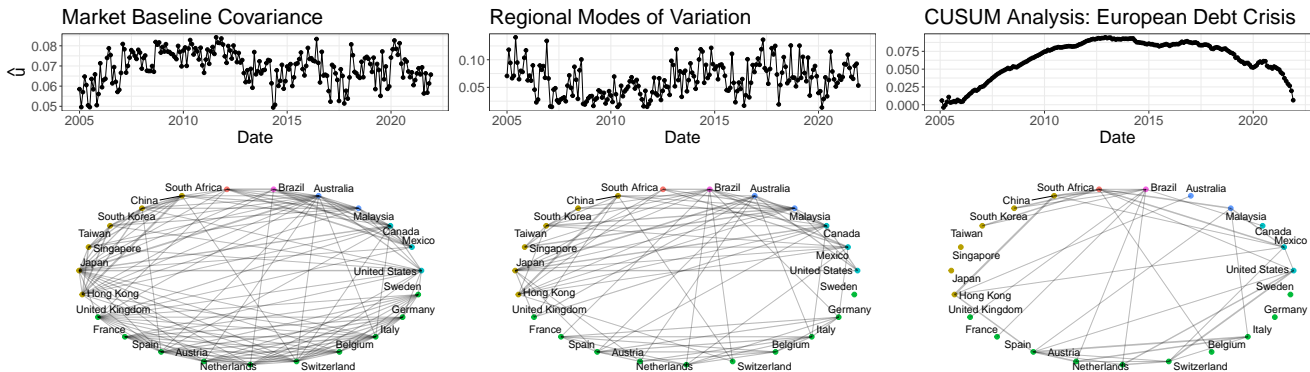 Market Baseline Covariance
0.08
0.07
0.06
0.05
û
2005 2010 2015 2020
Date
South Africa Brazil Australia
China
South Korea Malaysia
Taiwan Canada
Singapore Mexico
Japan United States
Hong Kong Sweden
United Kingdom Germany
France Italy
Spain Belgium
Austria Switzerland
Netherlands
Regional Modes of Variation
0.10
0.05
2005 2010 2015 2020
Date
South Africa Brazil Australia
China
South Korea Malaysia
Taiwan Canada
Singapore Mexico
Japan United States
Hong Kong Sweden
United Kingdom Germany
France Italy
Spain Belgium
Austria Switzerland
Netherlands
CUSUM Analysis: European Debt Crisis
0.075
0.050
0.025
0.000
2005 2010 2015 2020
Date
South Africa Brazil Australia
China
South Korea Malaysia
Taiwan Canada
Singapore Mexico
Japan United States
Hong Kong Sweden
United Kingdom Germany
France Italy
Spain Belgium
Austria Switzerland
Netherlands